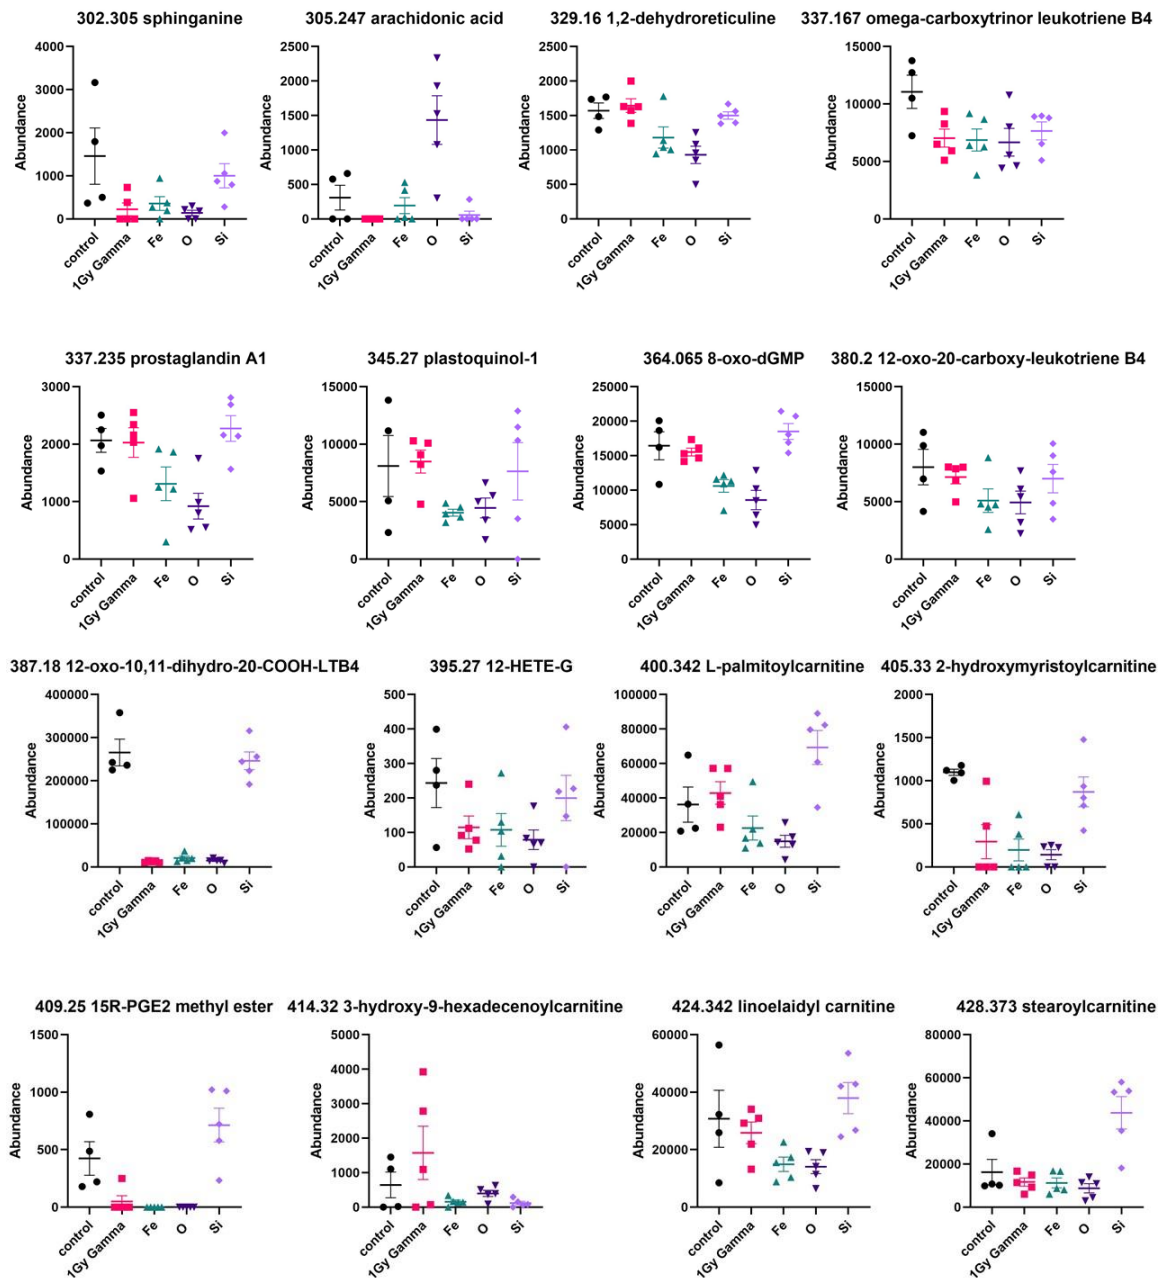 302.305 sphinganine
305.247 arachidonic acid
329.16 1,2-dehydroreticuline
337.167 omega-carboxytrinor leukotriene B4
4000
3000
2000
1000
0
Abundance
control
1Gy Gamma
Fe
O
Si
2500
2000
1500
1000
500
0
Abundance
control
1Gy Gamma
Fe
O
Si
2500
2000
1500
1000
500
0
Abundance
control
1Gy Gamma
Fe
O
Si
15000
10000
5000
0
Abundance
control
1Gy Gamma
Fe
O
Si
337.235 prostaglandin A1
345.27 plastoquinol-1
364.065 8-oxo-dGMP
380.2 12-oxo-20-carboxy-leukotriene B4
3000
2000
1000
0
Abundance
control
1Gy Gamma
Fe
O
Si
15000
10000
5000
0
Abundance
control
1Gy Gamma
Fe
O
Si
25000
20000
15000
10000
5000
0
Abundance
control
1Gy Gamma
Fe
O
Si
15000
10000
5000
0
Abundance
control
1Gy Gamma
Fe
O
Si
387.18 12-oxo-10,11-dihydro-20-COOH-LTB4
395.27 12-HETE-G
400.342 L-palmitoylcarnitine
405.33 2-hydroxymyristoylcarnitine
400000
300000
200000
100000
0
Abundance
control
1Gy Gamma
Fe
O
Si
500
400
300
200
100
0
Abundance
control
1Gy Gamma
Fe
O
Si
100000
80000
60000
40000
20000
0
Abundance
control
1Gy Gamma
Fe
O
Si
2000
1500
1000
500
0
Abundance
control
1Gy Gamma
Fe
O
Si
409.25 15R-PGE2 methyl ester
414.32 3-hydroxy-9-hexadecenoylcarnitine
424.342 linoelaidyl carnitine
428.373 stearoylcarnitine
1500
1000
500
0
Abundance
control
1Gy Gamma
Fe
O
Si
5000
4000
3000
2000
1000
0
Abundance
control
1Gy Gamma
Fe
O
Si
60000
40000
20000
0
Abundance
control
1Gy Gamma
Fe
O
Si
80000
60000
40000
20000
0
Abundance
control
1Gy Gamma
Fe
O
Si